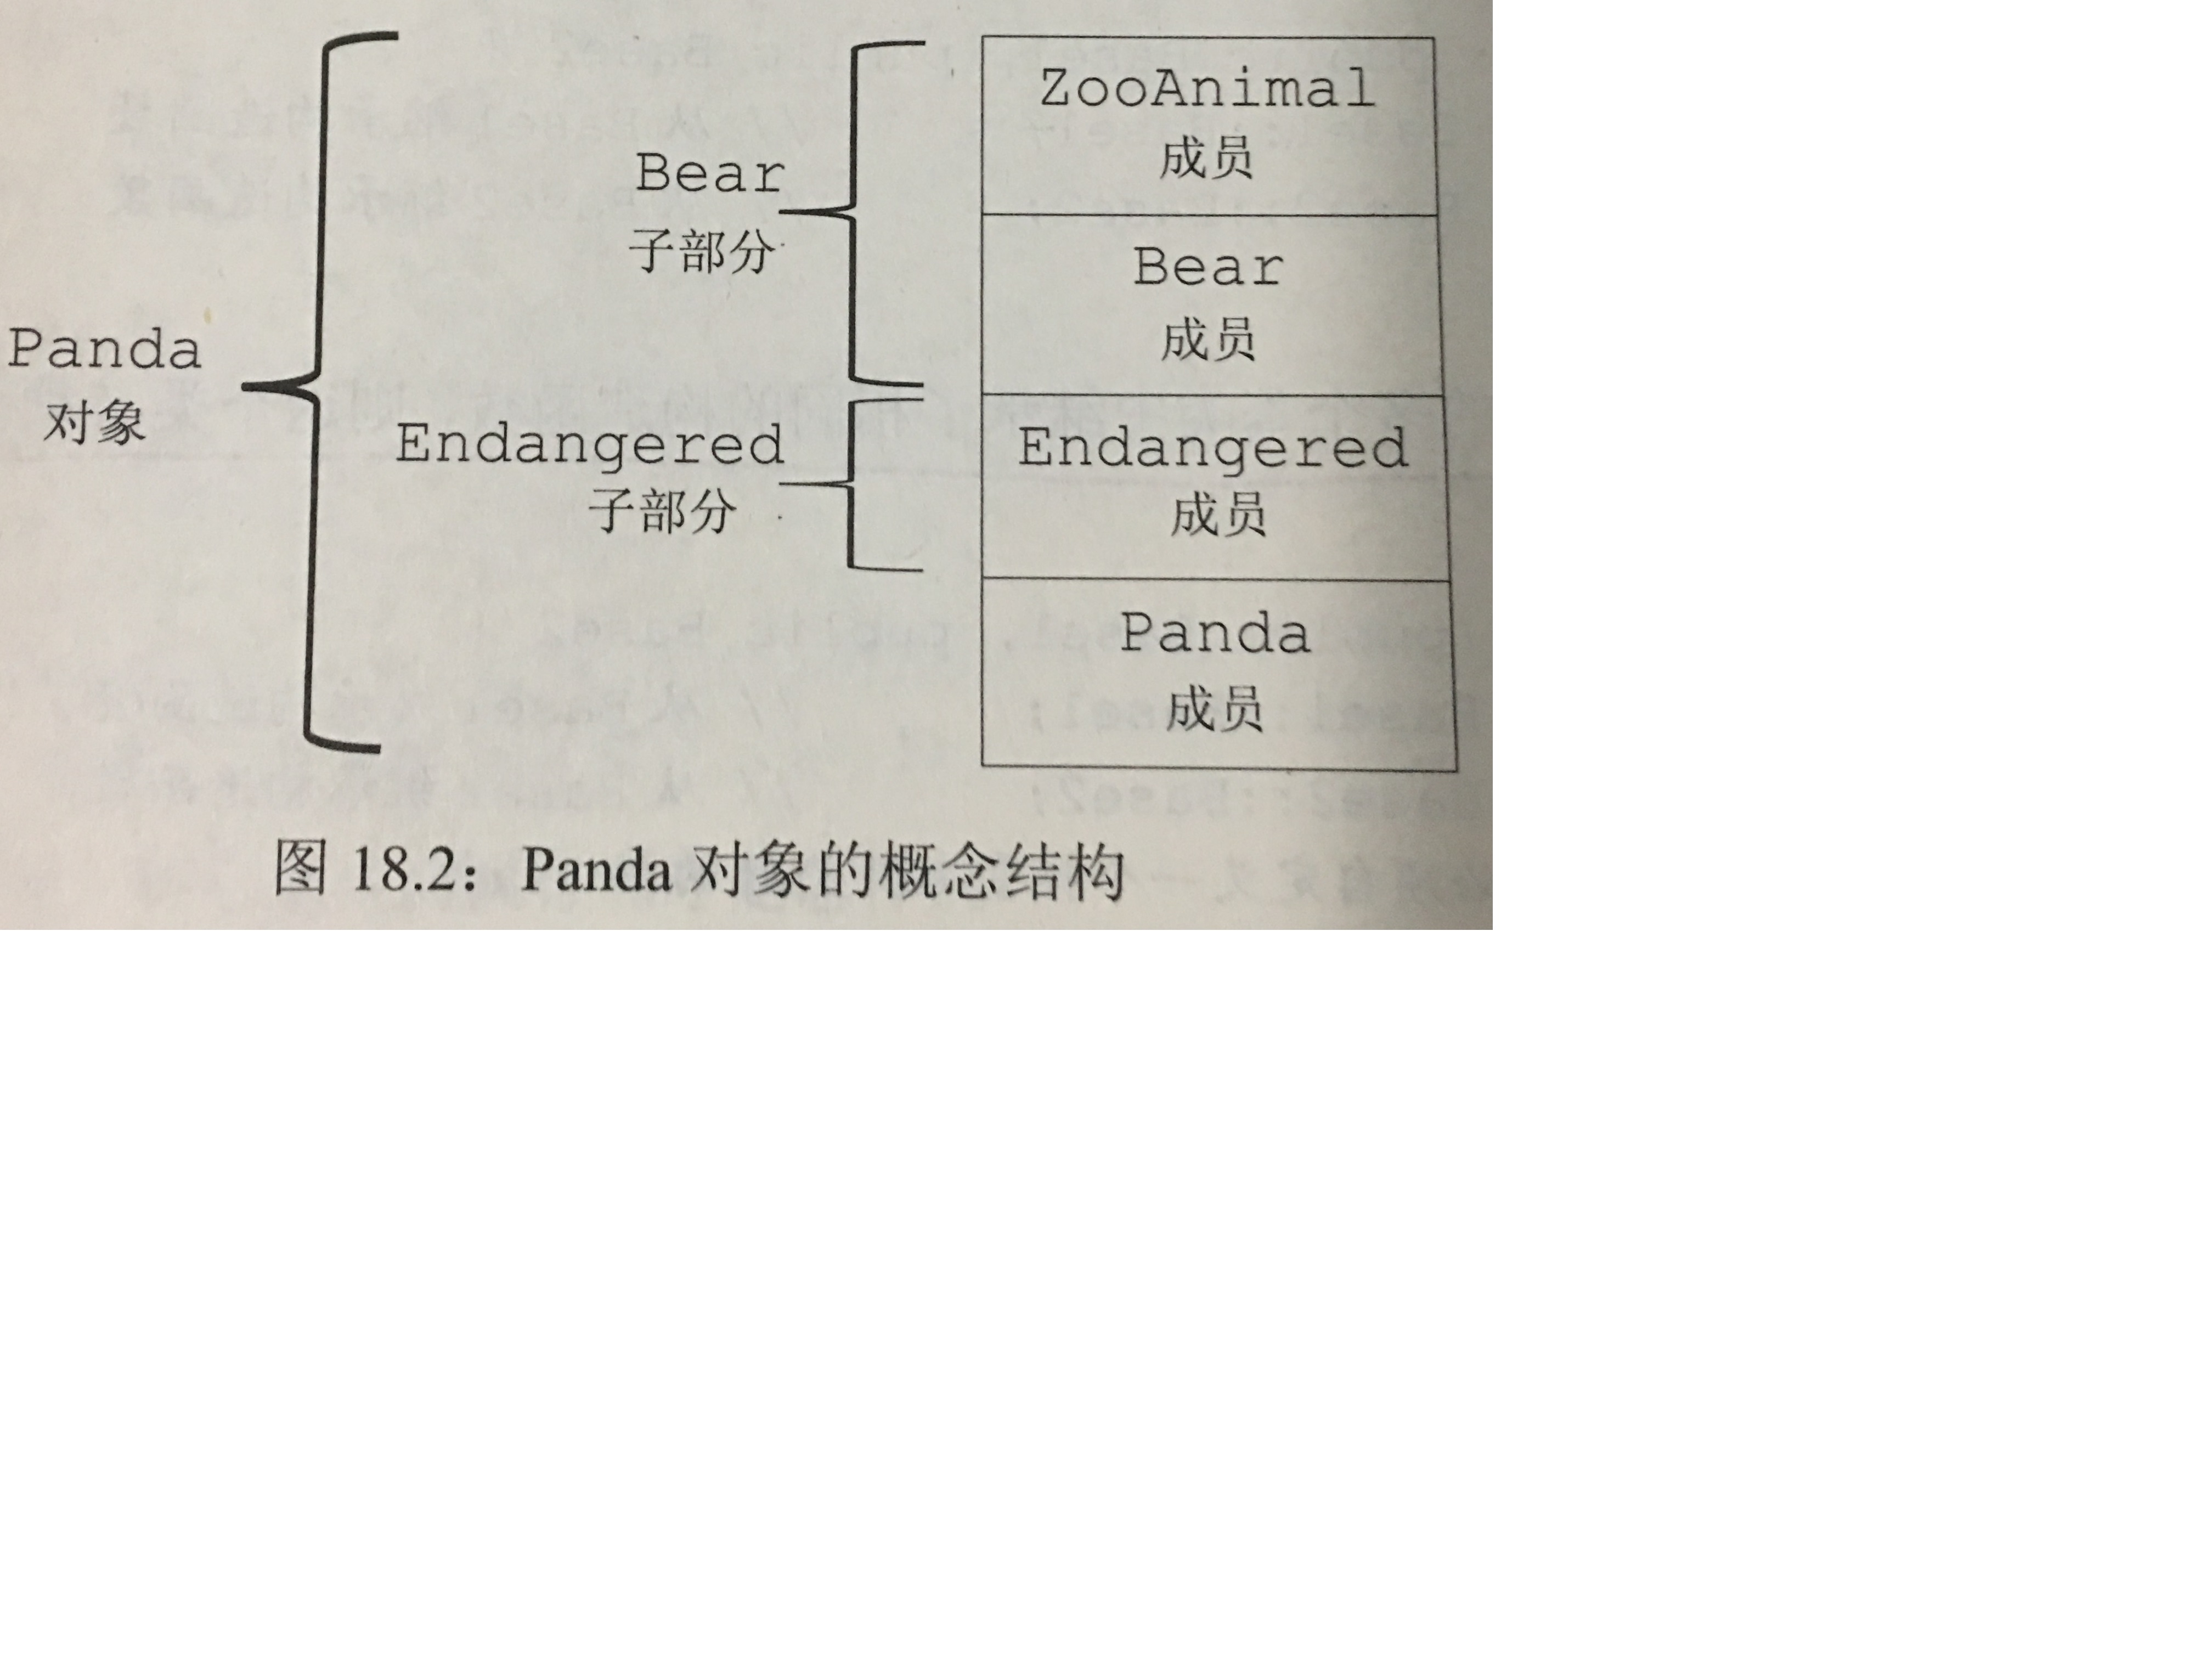 Panda
对象
Bear
子部分
Endangered
子部分
ZooAnimal
成员
Bear
成员
Endangered
成员
Panda
成员
图 18.2：Panda 对象的概念结构